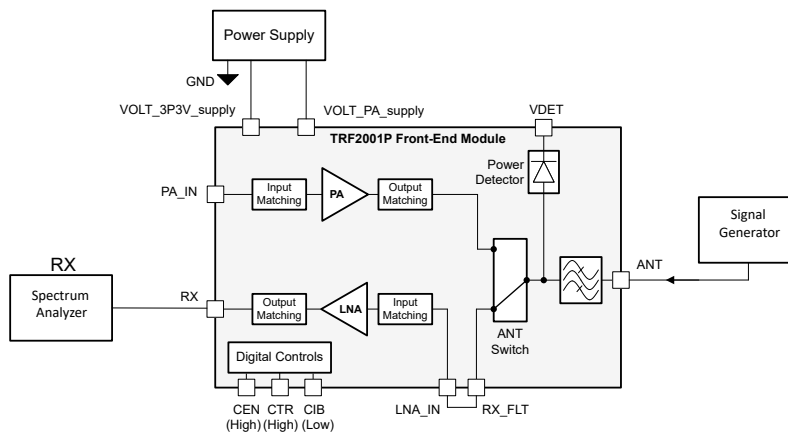 Power Supply
GND
VOLT_3P3V_supply
VOLT_PA_supply
VDET
TRF2001P Front-End Module
Power
Detector
PA_IN
Input
Matching
PA
Output
Matching
Signal
Generator
ANT
RX
Spectrum
Analyzer
RX
Output
Matching
LNA
Input
Matching
ANT
Switch
Digital Controls
CEN
(High)
CTR
(High)
CIB
(Low)
LNA_IN
RX_FLT